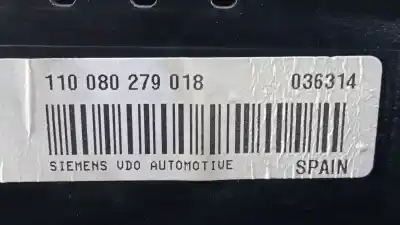 110 080 279 018 036314
SIEMENS VDO AUTOMOTIVE SPAIN